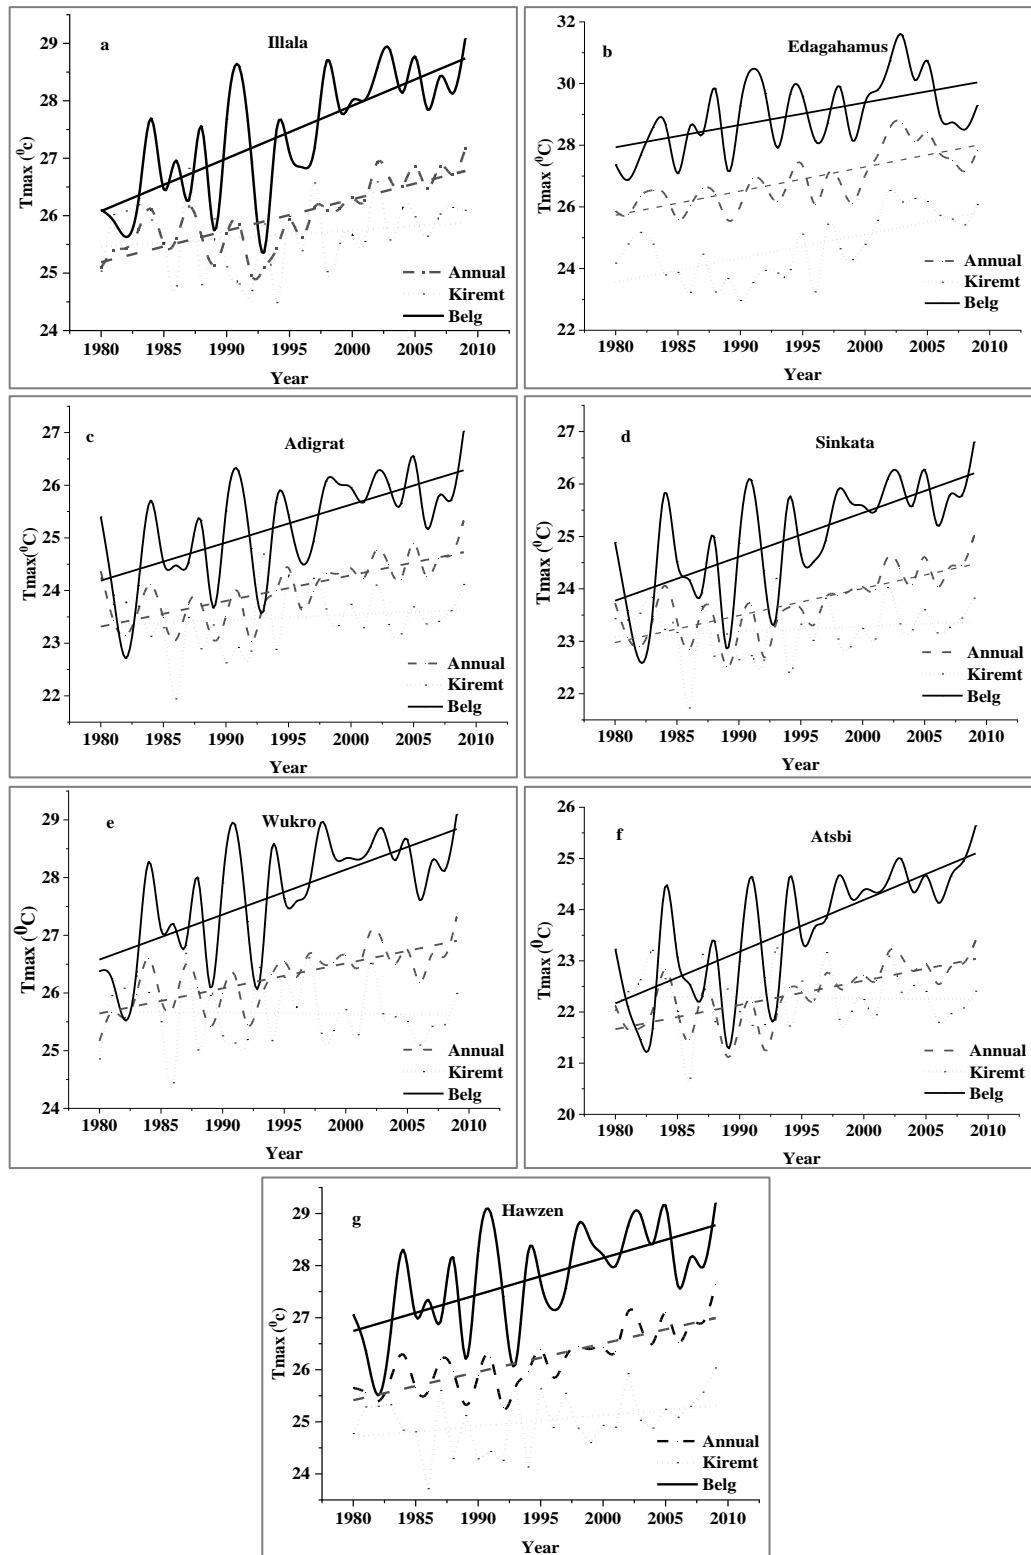 a
Illala
29
28
27
26
25
24
Tmax (⁰c)
Annual
Kiremt
Belg
1980 1985 1990 1995 2000 2005 2010
Year
b
Edagahamus
32
30
28
26
24
22
Tmax (⁰C)
Annual
Kiremt
Belg
1980 1985 1990 1995 2000 2005 2010
Year
c
Adigrat
27
26
25
24
23
22
Tmax(⁰C)
Annual
Kiremt
Belg
1980 1985 1990 1995 2000 2005 2010
Year
d
Sinkata
27
26
25
24
23
22
Tmax (⁰C)
Annual
Kiremt
Belg
1980 1985 1990 1995 2000 2005 2010
Year
e
Wukro
29
28
27
26
25
24
Tmax (⁰C)
Annual
Kiremt
Belg
1980 1985 1990 1995 2000 2005 2010
Year
f
Atsbi
26
25
24
23
22
21
20
Tmax (⁰C)
Annual
Kiremt
Belg
1980 1985 1990 1995 2000 2005 2010
Year
g
Hawzen
29
28
27
26
25
24
Tmax (⁰c)
Annual
Kiremt
Belg
1980 1985 1990 1995 2000 2005 2010
Year